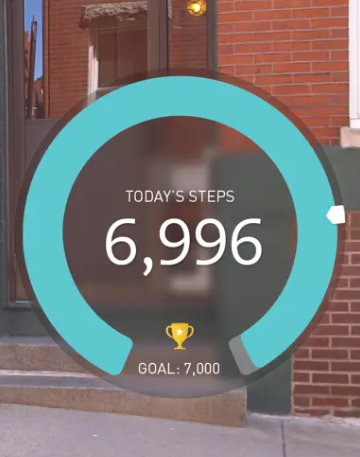 TODAY'S STEPS
6,996
GOAL: 7,000